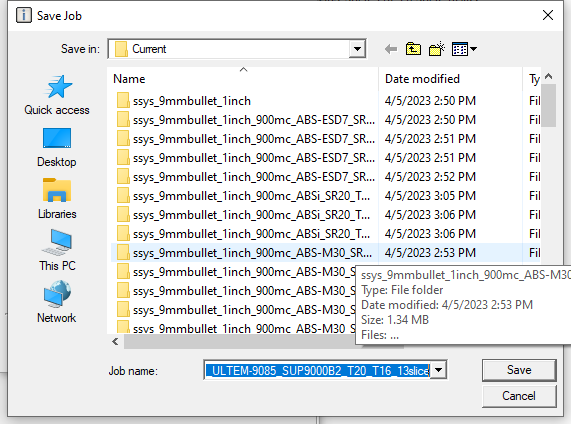 Save Job
Save in: Current
Name Date modified Ty
ssys_9mmbullet_1inch 4/5/2023 2:50 PM Fil
ssys_9mmbullet_1inch_900mc_ABS-ESD7_SR... 4/5/2023 2:50 PM Fil
ssys_9mmbullet_1inch_900mc_ABS-ESD7_SR... 4/5/2023 2:51 PM Fil
ssys_9mmbullet_1inch_900mc_ABS-ESD7_SR... 4/5/2023 2:51 PM Fil
ssys_9mmbullet_1inch_900mc_ABS-ESD7_SR... 4/5/2023 2:52 PM Fil
ssys_9mmbullet_1inch_900mc_ABSi_SR20_T... 4/5/2023 3:05 PM Fil
ssys_9mmbullet_1inch_900mc_ABSi_SR20_T... 4/5/2023 3:06 PM Fil
ssys_9mmbullet_1inch_900mc_ABSi_SR20_T... 4/5/2023 3:06 PM Fil
ssys_9mmbullet_1inch_900mc_ABS-M30_SR... 4/5/2023 2:53 PM Fil
ssys_9mmbullet_1inch_900mc_ABS-M30_S
ssys_9mmbullet_1inch_900mc_ABS-M30_S
ssys_9mmbullet_1inch_900mc_ABS-M30_S
ssys_9mmbullet_1inch_900mc_ABS-M30_S
Quick access
Desktop
Libraries
This PC
Network
ssys_9mmbullet_1inch_900mc_ABS-M30
Type: File folder
Date modified: 4/5/2023 2:53 PM
Size: 1.34 MB
Files: ...
Job name: _ULTEM-9085_SUP9000B2_T20_T16_13slice
Save
Cancel